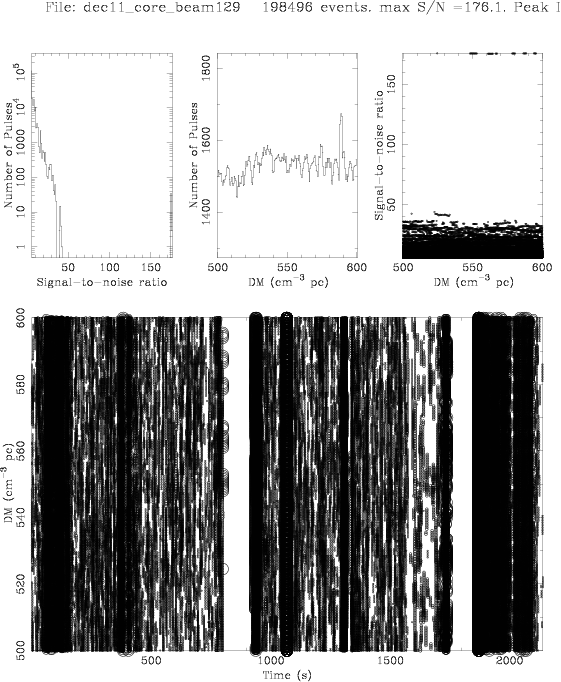 File: dec11_core_beam129 198496 events. max S/N =176.1. Peak
Number of Pulses
1 10 100 1000 10⁴ 10⁵
50 100 150
Signal-to-noise ratio
Number of Pulses
1400 1600 1800
500 550 600
DM (cm⁻³ pc)
Signal-to-noise ratio
50 100 150
500 550 600
DM (cm⁻³ pc)
DM (cm⁻³ pc)
500 520 540 560 580 600
500 1000 1500 2000
Time (s)